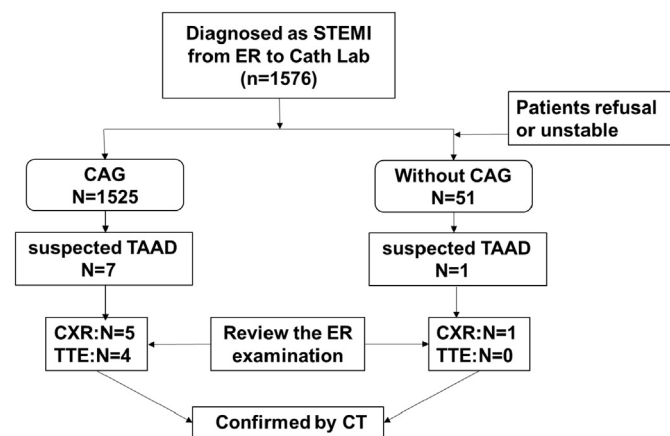 Diagnosed as STEMI
from ER to Cath Lab
(n=1576)
Patients refusal
or unstable
CAG
N=1525
Without CAG
N=51
suspected TAAD
N=7
suspected TAAD
N=1
CXR:N=5
TTE:N=4
Review the ER
examination
CXR:N=1
TTE:N=0
Confirmed by CT